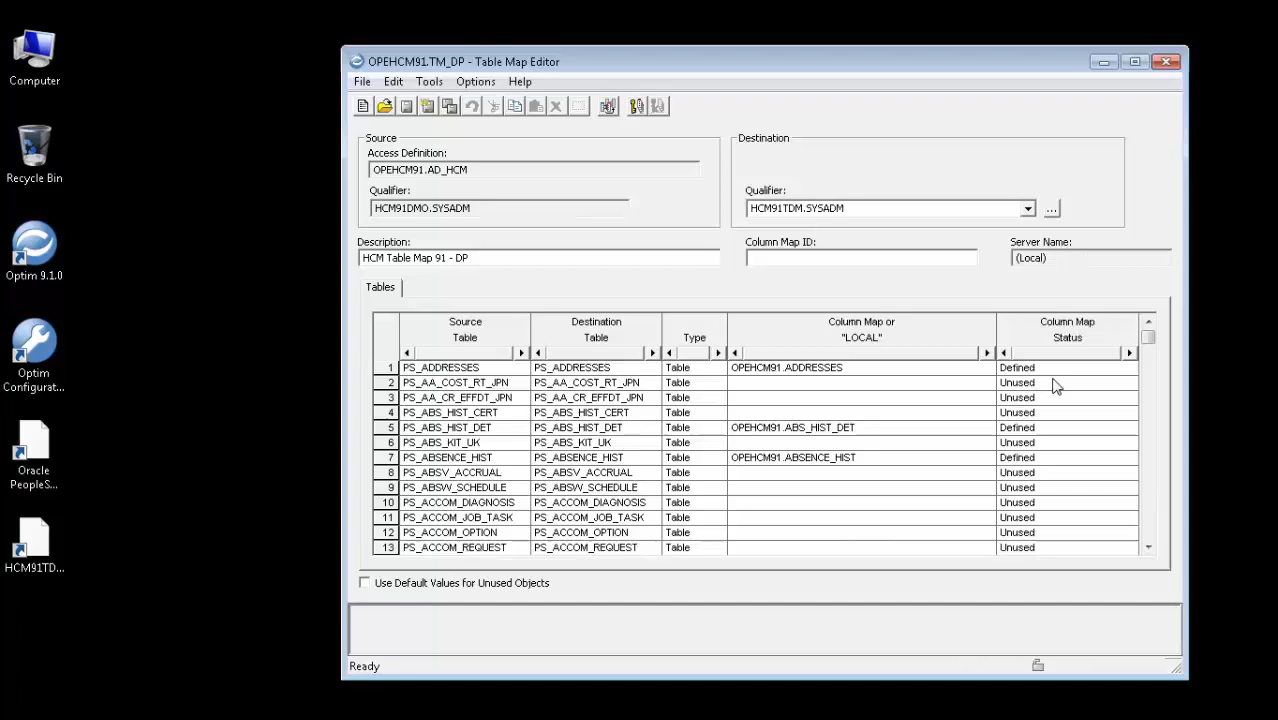 Computer
Recycle Bin
Optim 9.1.0
Optim
Configurat...
Oracle
PeopleS...
HCM91TD...
OPEHCM91.TM_DP - Table Map Editor
File Edit Tools Options Help
Source
Access Definition:
OPEHCM91.AD_HCM
Qualifier:
HCM91DMO.SYSADM
Destination
Qualifier:
HCM91TDM.SYSADM
...
Description:
HCM Table Map 91 - DP
Column Map ID:
Server Name:
(Local)
Tables
Source Table Destination Table Type Column Map or "LOCAL" Column Map Status
1 PS_ADDRESSES PS_ADDRESSES Table OPEHCM91.ADDRESSES Defined
2 PS_AA_COST_RT_JPN PS_AA_COST_RT_JPN Table Unused
3 PS_AA_CR_EFFDT_JPN PS_AA_CR_EFFDT_JPN Table Unused
4 PS_ABS_HIST_CERT PS_ABS_HIST_CERT Table Unused
5 PS_ABS_HIST_DET PS_ABS_HIST_DET Table OPEHCM91.ABS_HIST_DET Defined
6 PS_ABS_KIT_UK PS_ABS_KIT_UK Table Unused
7 PS_ABSENCE_HIST PS_ABSENCE_HIST Table OPEHCM91.ABSENCE_HIST Defined
8 PS_ABSV_ACCRUAL PS_ABSV_ACCRUAL Table Unused
9 PS_ABSW_SCHEDULE PS_ABSW_SCHEDULE Table Unused
10 PS_ACCOM_DIAGNOSIS PS_ACCOM_DIAGNOSIS Table Unused
11 PS_ACCOM_JOB_TASK PS_ACCOM_JOB_TASK Table Unused
12 PS_ACCOM_OPTION PS_ACCOM_OPTION Table Unused
13 PS_ACCOM_REQUEST PS_ACCOM_REQUEST Table Unused
Use Default Values for Unused Objects
Ready